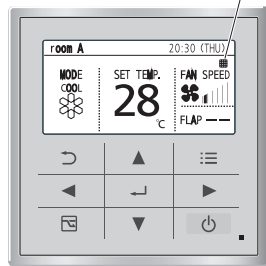 room A 20:30 (THU)
MODE SET TEMP. FAN SPEED
COOL
28
℃
FLAP ——